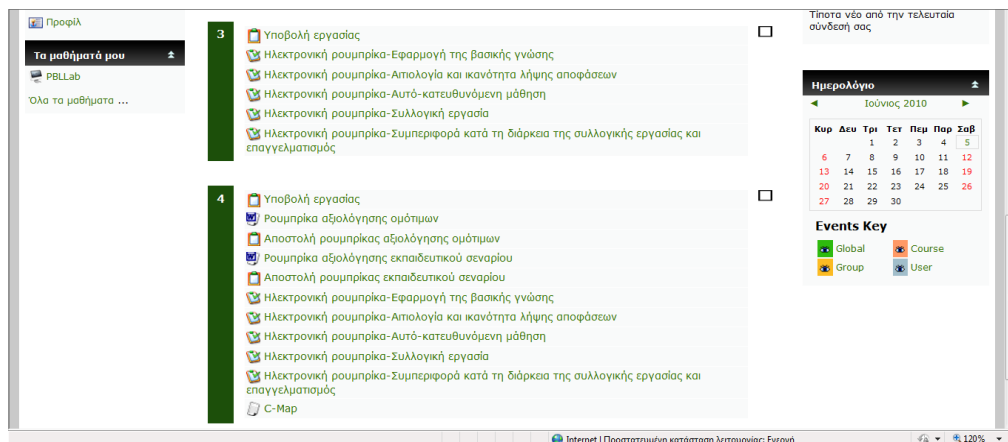 Προφίλ
Τα μαθήματά μου
PBLLab
Όλα τα μαθήματα ...
3
Υποβολή εργασίας
Ηλεκτρονική ρουμπρίκα-Εφαρμογή της βασικής γνώσης
Ηλεκτρονική ρουμπρίκα-Αιτιολογία και ικανότητα λήψης αποφάσεων
Ηλεκτρονική ρουμπρίκα-Αυτό-κατευθυνόμενη μάθηση
Ηλεκτρονική ρουμπρίκα-Συλλογική εργασία
Ηλεκτρονική ρουμπρίκα-Συμπεριφορά κατά τη διάρκεια της συλλογικής εργασίας και
επαγγελματισμός
4
Υποβολή εργασίας
Ρουμπρίκα αξιολόγησης ομότιμων
Αποστολή ρουμπρίκας αξιολόγησης ομότιμων
Ρουμπρίκα αξιολόγησης εκπαιδευτικού σεναρίου
Αποστολή ρουμπρίκας εκπαιδευτικού σεναρίου
Ηλεκτρονική ρουμπρίκα-Εφαρμογή της βασικής γνώσης
Ηλεκτρονική ρουμπρίκα-Αιτιολογία και ικανότητα λήψης αποφάσεων
Ηλεκτρονική ρουμπρίκα-Αυτό-κατευθυνόμενη μάθηση
Ηλεκτρονική ρουμπρίκα-Συλλογική εργασία
Ηλεκτρονική ρουμπρίκα-Συμπεριφορά κατά τη διάρκεια της συλλογικής εργασίας και
επαγγελματισμός
C-Map
Τίποτα νέο από την τελευταία
σύνδεσή σας
Ημερολόγιο
Ιούνιος 2010
Κυρ Δευ Τρι Τετ Πεμ Παρ Σαβ
1 2 3 4 5
6 7 8 9 10 11 12
13 14 15 16 17 18 19
20 21 22 23 24 25 26
27 28 29 30
Events Key
Global Course
Group User
Internet | Προστατευμένη κατάσταση λειτουργίας: Ενεργή
120%